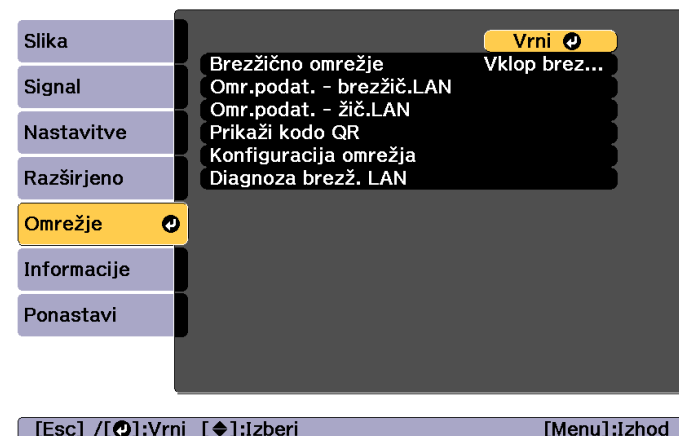 Slika
Signal
Nastavitve
Razširjeno
Omrežje
Informacije
Ponastavi
Vrni
Brezžično omrežje Vklop brez...
Omr.podat. - brezžič.LAN
Omr.podat. - žič.LAN
Prikaži kodo QR
Konfiguracija omrežja
Diagnoza brezž. LAN
[Esc] /[ ]:Vrni [ ]:Izberi [Menu]:Izhod